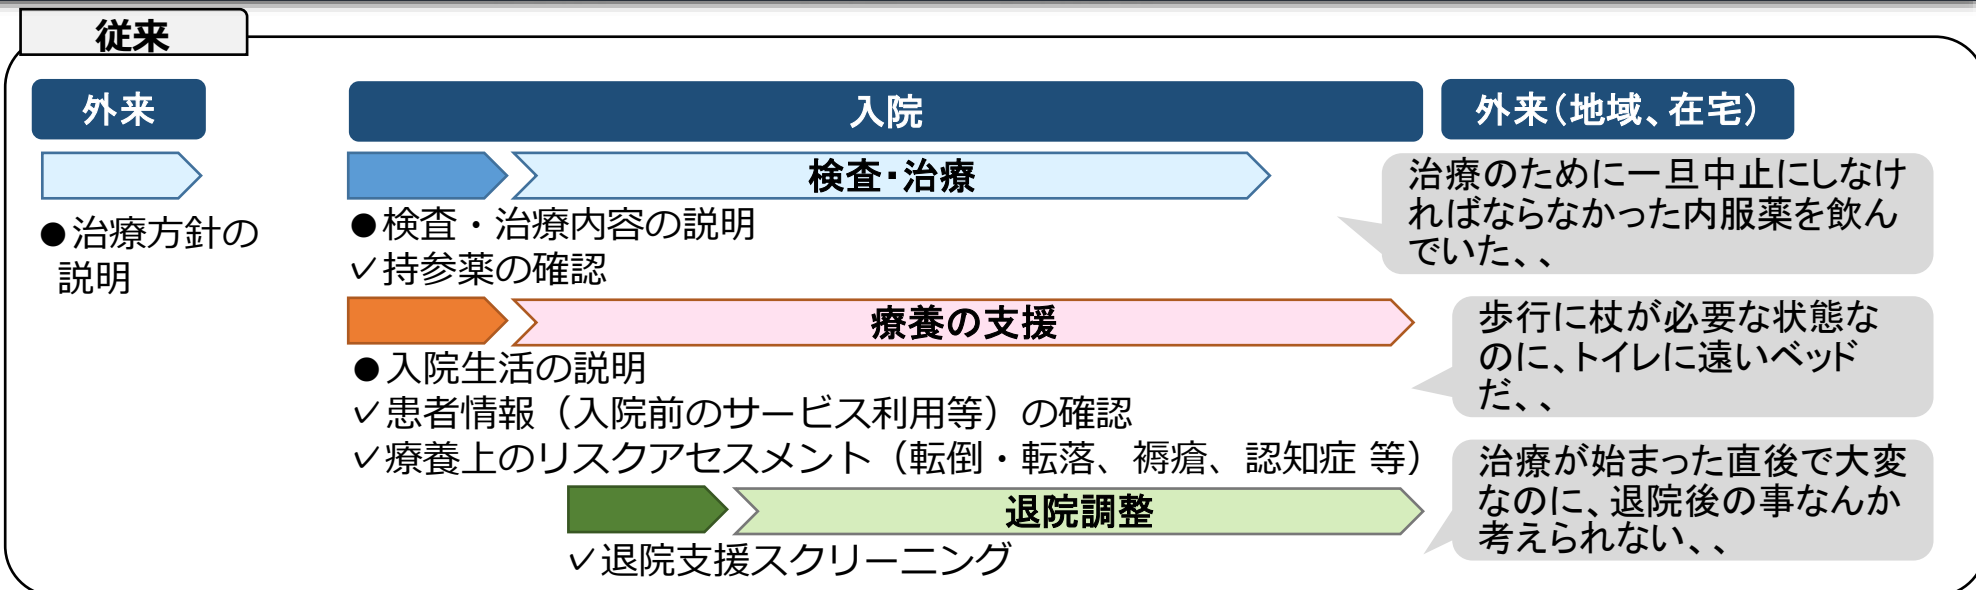 従来
外来
入院
外来（地域、在宅）
●治療方針の
説明
検査・治療
●検査・治療内容の説明
✓持参薬の確認
治療のために一旦中止にしなけ
ればならなかった内服薬を飲ん
でいた、、
療養の支援
●入院生活の説明
✓患者情報（入院前のサービス利用等）の確認
✓療養上のリスクアセスメント（転倒・転落、褥瘡、認知症 等）
歩行に杖が必要な状態な
のに、トイレに遠いベッド
だ、、
退院調整
✓退院支援スクリーニング
治療が始まった直後で大変
なのに、退院後の事なんか
考えられない、、